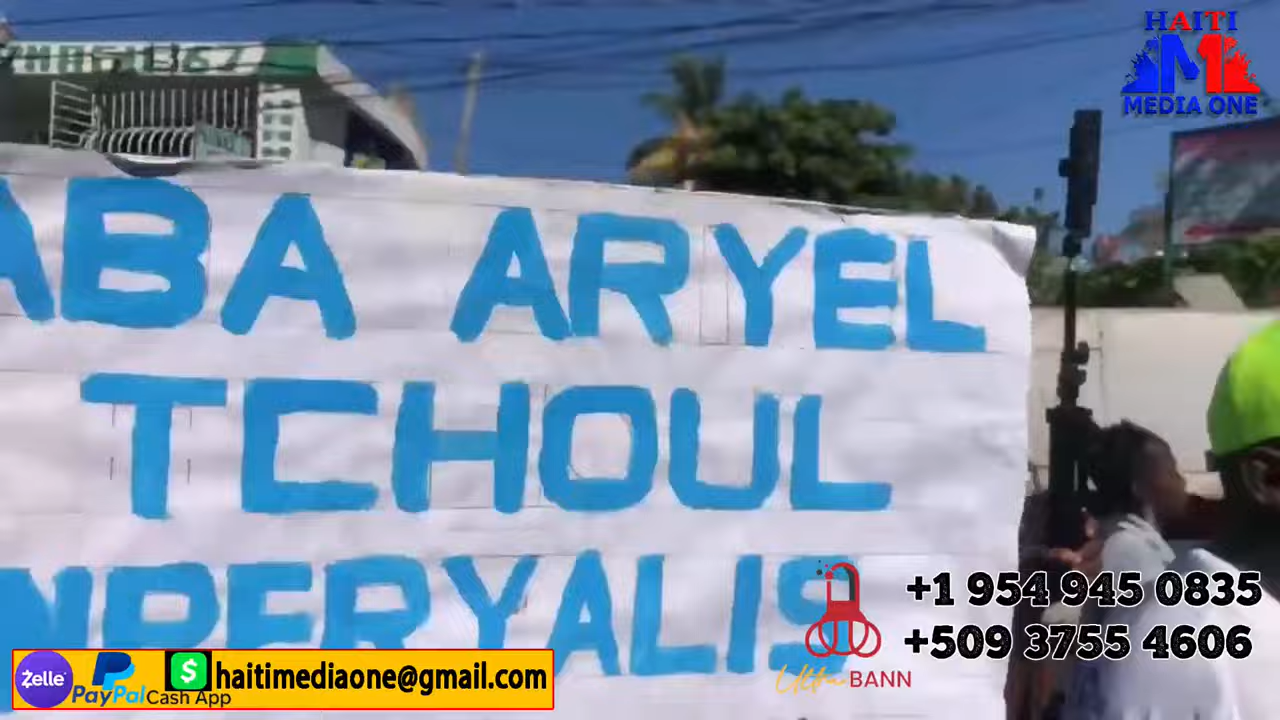 HAITI
MEDIA ONE
ABA ARYEL
TCHOUL
NPERYALIS
+1 954 945 0835
+509 3755 4606
Zelle
PayPal
Cash App
haitimediaone@gmail.com
BANN